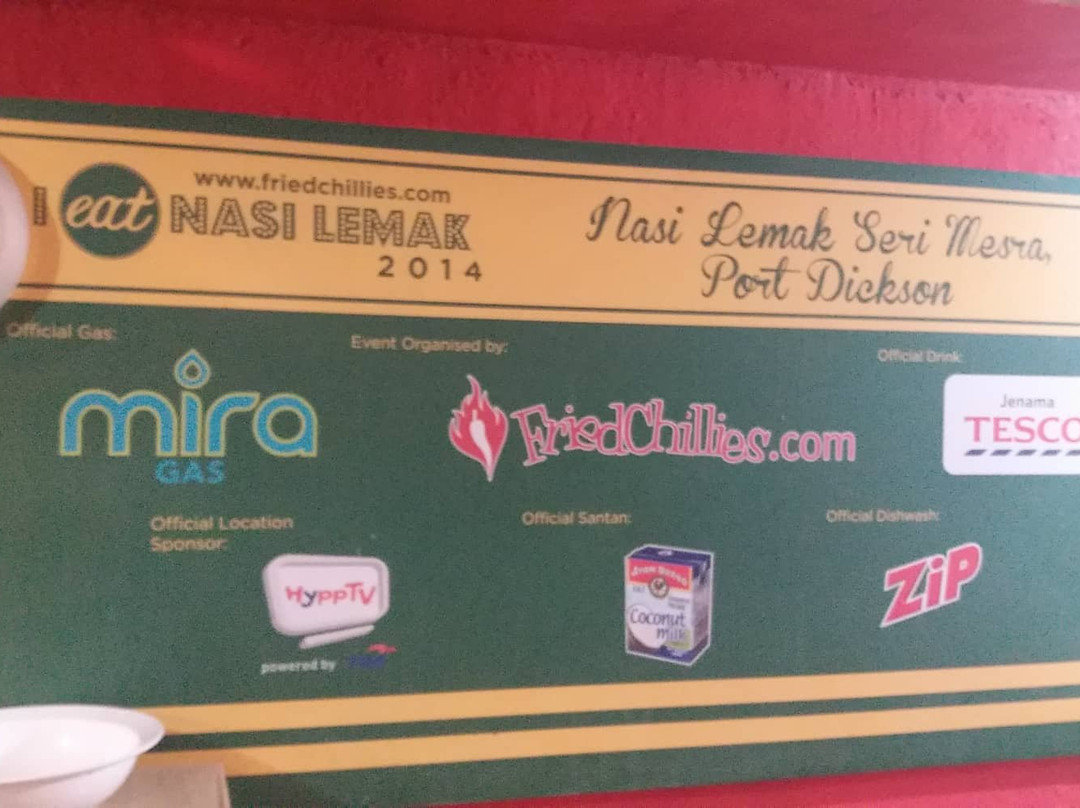 www.friedchillies.com
I eat NASI LEMAK
2014
Nasi Lemak Seri Mesra,
Port Dickson
Official Gas:
mira
GAS
Event Organised by:
FriedChillies.com
Official Drink:
Jenama
TESCO
Official Location
Sponsor:
HyppTV
powered by
Official Santan:
Coconut
milk
Official Dishwash:
ZiP